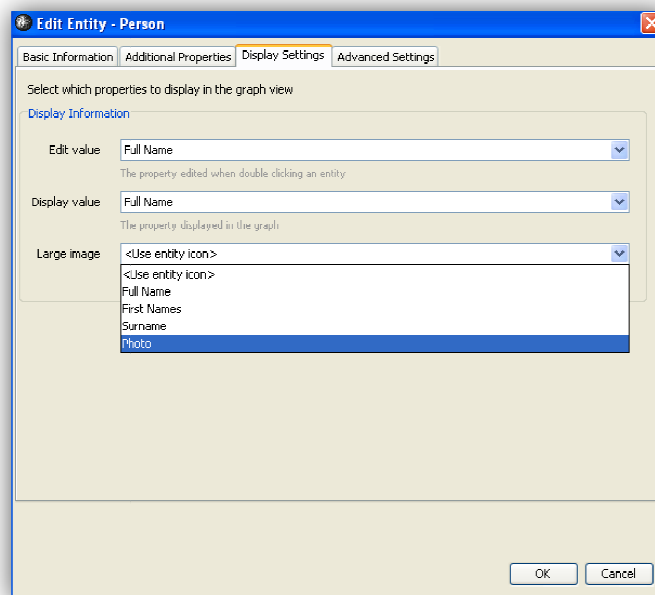 Edit Entity - Person
Basic Information Additional Properties Display Settings Advanced Settings
Select which properties to display in the graph view
Display Information
Edit value Full Name
The property edited when double clicking an entity
Display value Full Name
The property displayed in the graph
Large image <Use entity icon>
<Use entity icon>
Full Name
First Names
Surname
Photo
OK Cancel